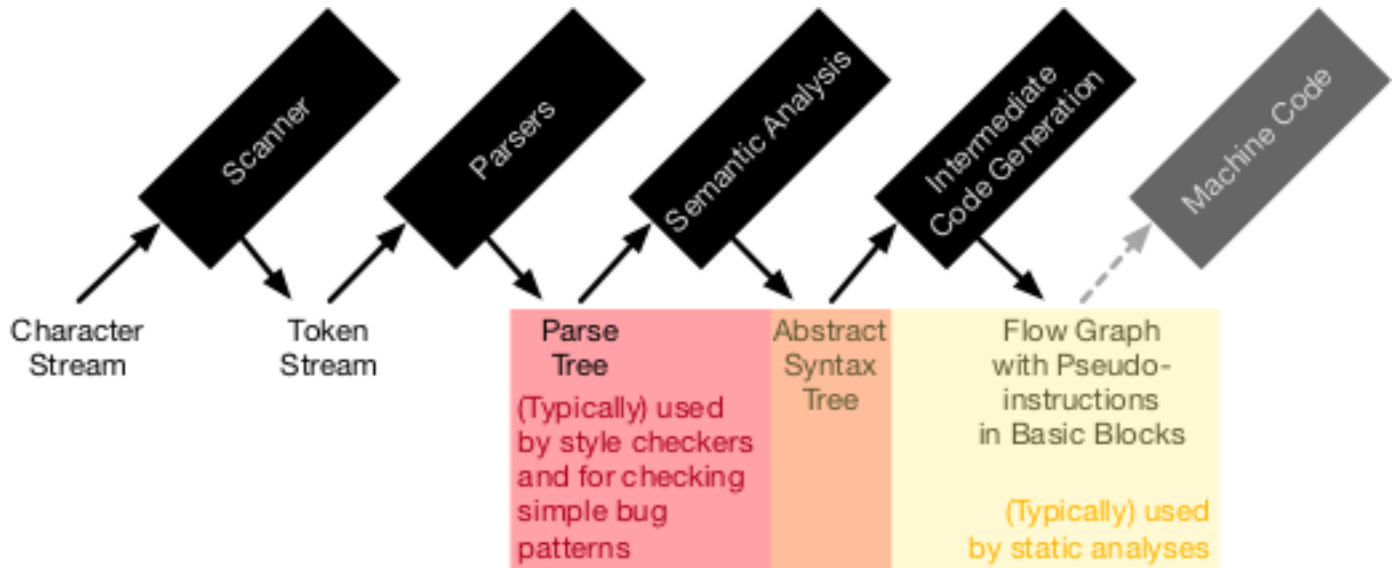 Scanner
Parsers
Semantic Analysis
Intermediate
Code Generation
Machine Code
Character
Stream
Token
Stream
Parse
Tree
(Typically) used
by style checkers
and for checking
simple bug
patterns
Abstract
Syntax
Tree
Flow Graph
with Pseudo-
instructions
in Basic Blocks
(Typically) used
by static analyses